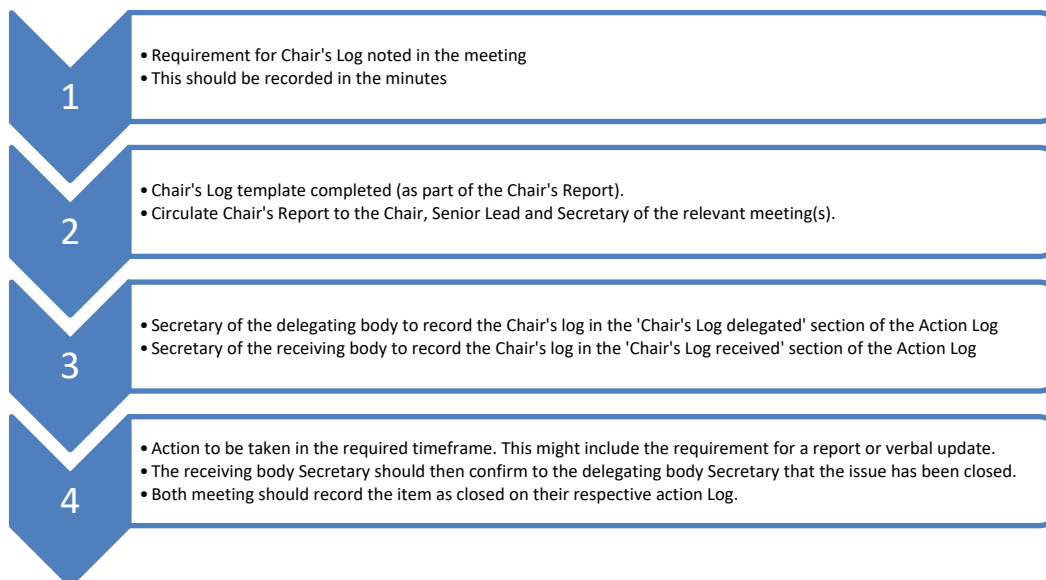 1
• Requirement for Chair's Log noted in the meeting
• This should be recorded in the minutes
2
• Chair's Log template completed (as part of the Chair's Report).
• Circulate Chair's Report to the Chair, Senior Lead and Secretary of the relevant meeting(s).
3
• Secretary of the delegating body to record the Chair's log in the 'Chair's Log delegated' section of the Action Log
• Secretary of the receiving body to record the Chair's log in the 'Chair's Log received' section of the Action Log
4
• Action to be taken in the required timeframe. This might include the requirement for a report or verbal update.
• The receiving body Secretary should then confirm to the delegating body Secretary that the issue has been closed.
• Both meeting should record the item as closed on their respective action Log.